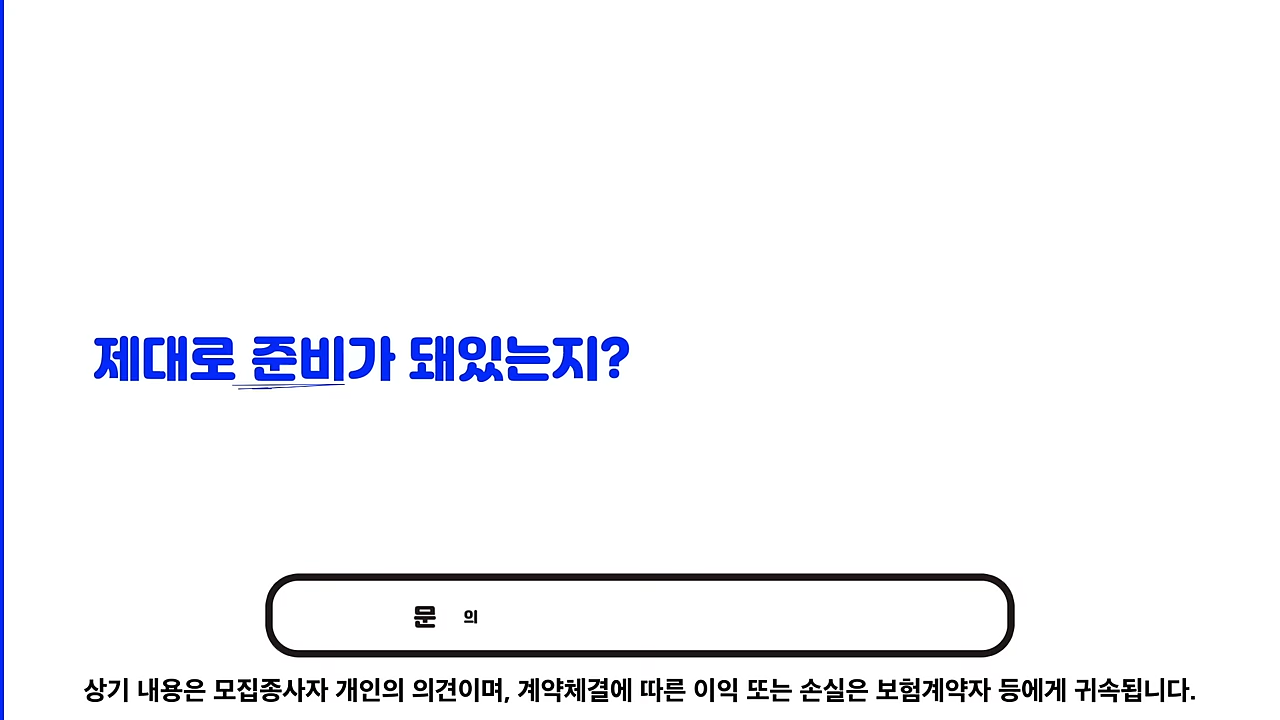 제대로 준비가 돼있는지?
문 의
상기 내용은 모집종사자 개인의 의견이며, 계약체결에 따른 이익 또는 손실은 보험계약자 등에게 귀속됩니다.